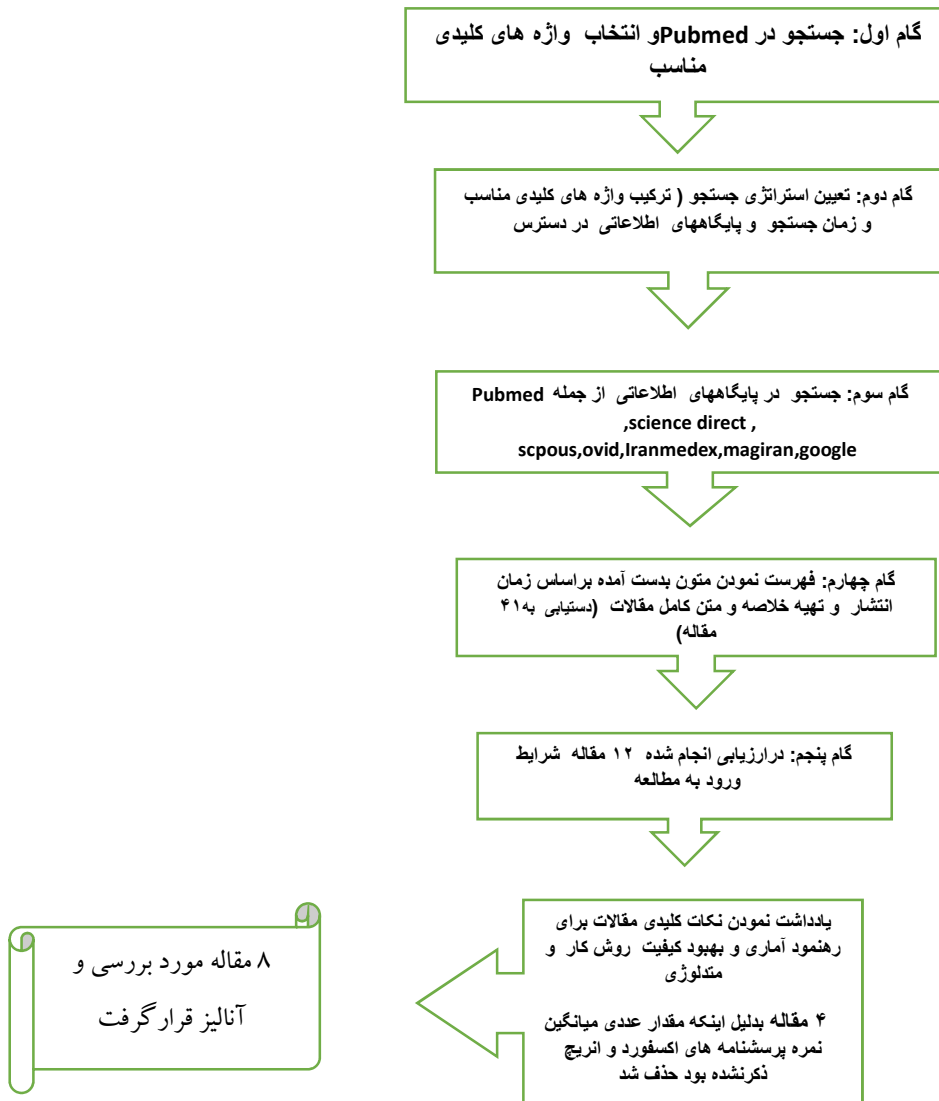 گام اول: جستجو در Pubmedو انتخاب واژه های کلیدی
مناسب
گام دوم: تعیین استراتژی جستجو ( ترکیب واژه های کلیدی مناسب
و زمان جستجو و پایگاههای اطلاعاتی در دسترس
گام سوم: جستجو در پایگاههای اطلاعاتی از جمله Pubmed
,science direct ,
scpous,ovid,Iranmedex,magiran,google
گام چهارم: فهرست نمودن متون بدست آمده براساس زمان
انتشار و تهیه خلاصه و متن کامل مقالات (دستیابی به۴۱
مقاله)
گام پنجم: درارزیابی انجام شده ۱۲ مقاله شرایط
ورود به مطالعه
یادداشت نمودن نکات کلیدی مقالات برای
رهنمود آماری و بهبود کیفیت روش کار و
متدلوژی
۴ مقاله بدلیل اینکه مقدار عددی میانگین
نمره پرسشنامه های اکسفورد و انریچ
ذکرنشده بود حذف شد
۸ مقاله مورد بررسی و
آنالیز قرارگرفت